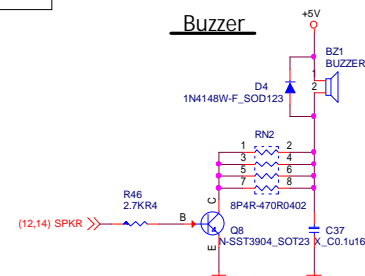 Buzzer
+5V
BZ1
BUZZER
1
2
D4
1N4148W-F_SOD123
RN2
1 2
3 4
5 6
7 8
8P4R-470R0402
R46
2.7KR4
(12,14) SPKR
B
C
E
Q8
N-SST3904_SOT23
C37
X_C0.1u16